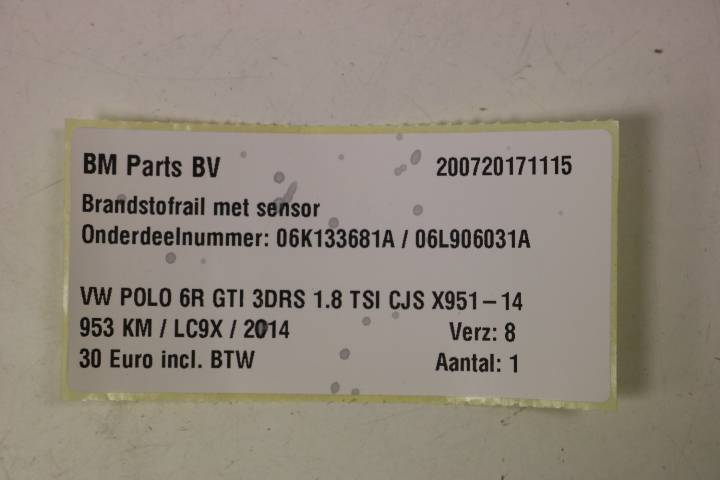 BM Parts BV 200720171115
Brandstofrail met sensor
Onderdeelnummer: 06K133681A / 06L906031A
VW POLO 6R GTI 3DRS 1.8 TSI CJS X951-14
953 KM / LC9X / 2014 Verz: 8
30 Euro incl. BTW Aantal: 1